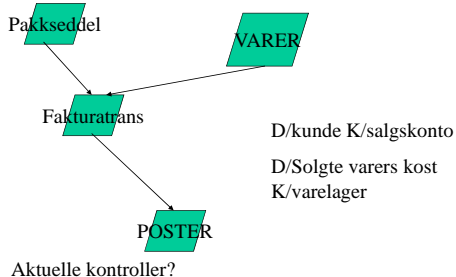 Pakkseddel
VARER
Fakturatrans
D/kunde K/salgskonto
D/Solgte varers kost
K/varelager
POSTER
Aktuelle kontroller?